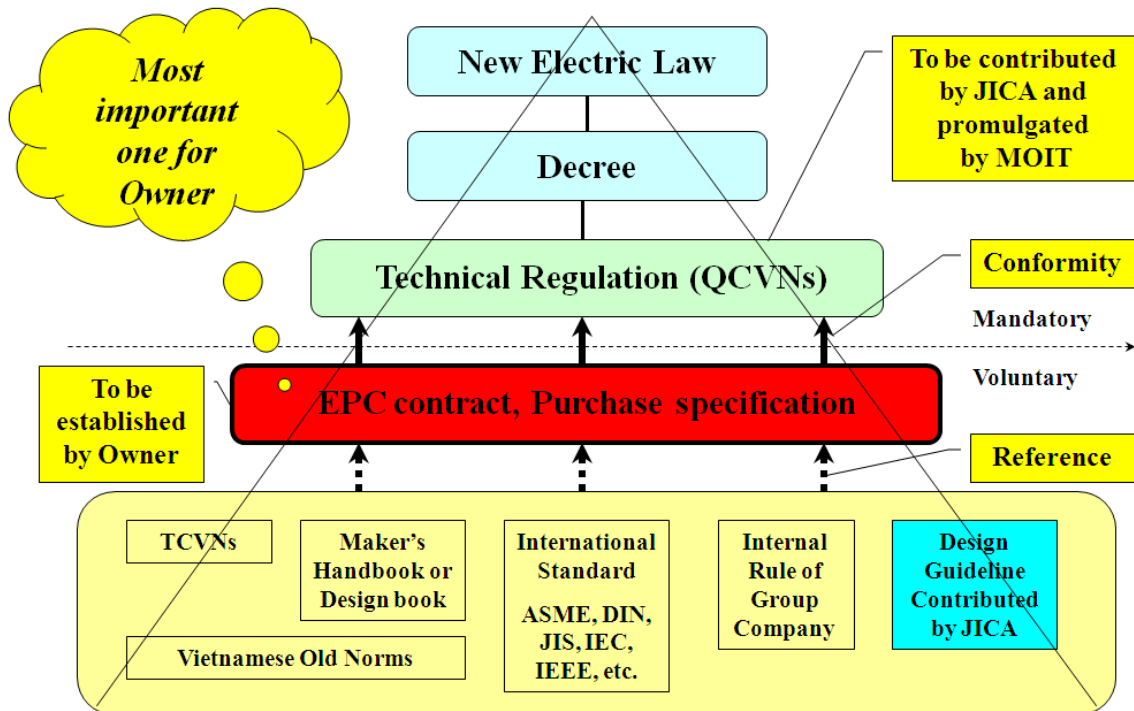 Most
important
one for
Owner
New Electric Law
Decree
To be contributed
by JICA and
promulgated
by MOIT
Technical Regulation (QCVNs)
Conformity
Mandatory
Voluntary
To be
established
by Owner
EPC contract, Purchase specification
Reference
TCVNs
Maker's
Handbook or
Design book
Vietnamese Old Norms
International
Standard
ASME, DIN,
JIS, IEC,
IEEE, etc.
Internal
Rule of
Group
Company
Design
Guideline
Contributed
by JICA